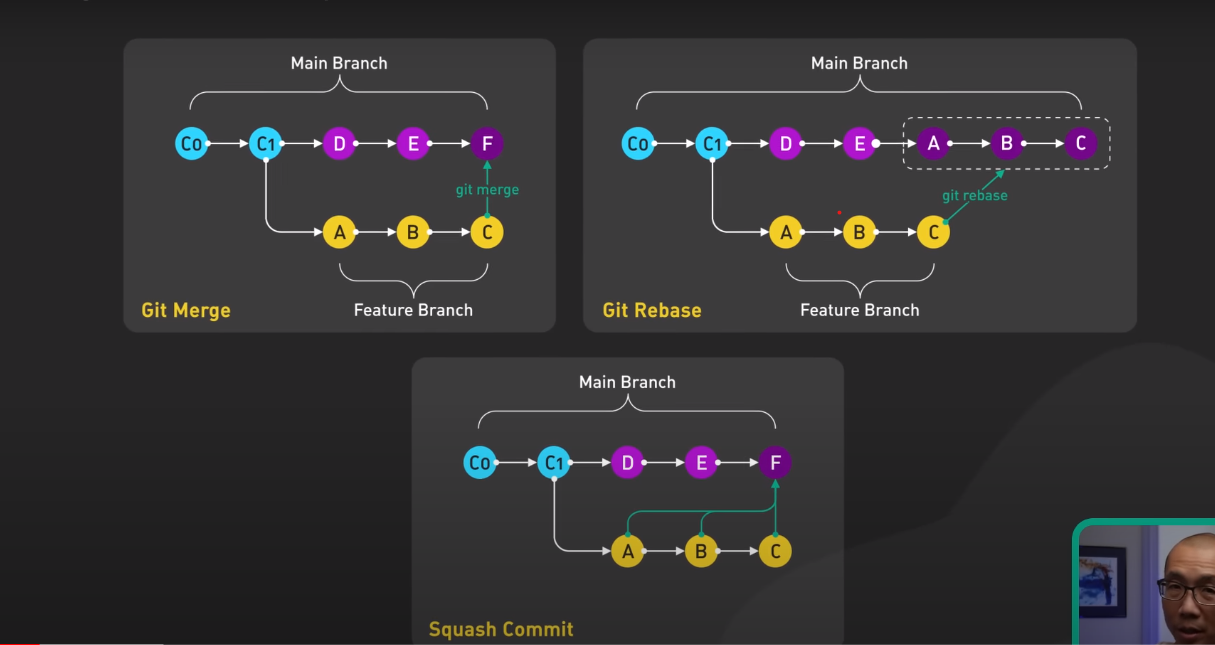 Main Branch
C0 C1 D E F
git merge
A B C
Git Merge
Feature Branch
Main Branch
C0 C1 D E A B C
git rebase
A B C
Git Rebase
Feature Branch
Main Branch
C0 C1 D E F
A B C
Squash Commit